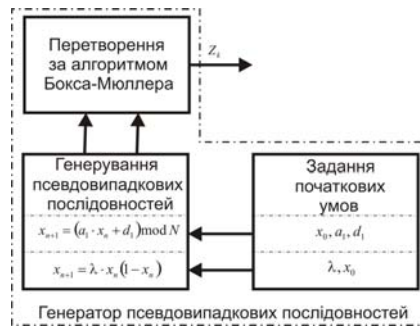 Перетворення
за алгоритмом
Бокса-Мюллера
Z_i
Генерування
псевдовипадкових
послідовностей
x_{n+1} = (a_1 · x_n + d_1) mod N
x_{n+1} = λ · x_n (1 − x_n)
Задання
початкових
умов
x_0, a_1, d_1
λ, x_0
Генератор псевдовипадкових послідовностей